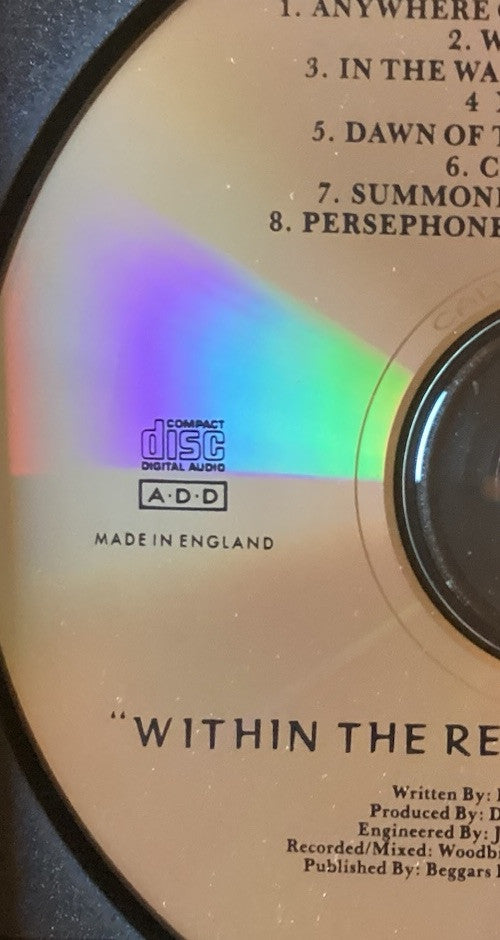 1. ANYWHERE
2. W
3. IN THE WA
4
5. DAWN OF T
6. C
7. SUMMONI
8. PERSEPHONE
COMPACT
disc
DIGITAL AUDIO
A·D·D
MADE IN ENGLAND
"WITHIN THE RE
Written By:
Produced By: D
Engineered By: J
Recorded/Mixed: Woodb
Published By: Beggars